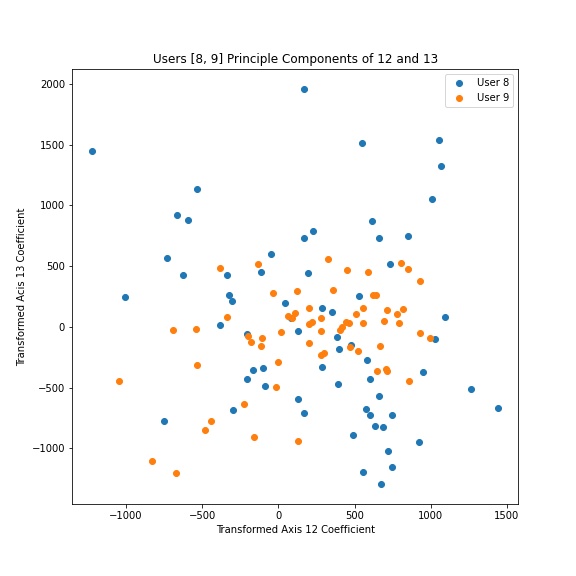 Users [8, 9] Principle Components of 12 and 13
User 8
User 9
Transformed Acis 13 Coefficient
2000
1500
1000
500
0
−500
−1000
−1000
−500
0
500
1000
1500
Transformed Axis 12 Coefficient